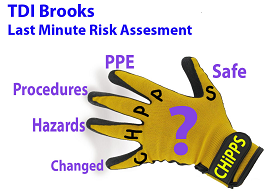 TDI Brooks
Last Minute Risk Assesment
PPE
Safe
Procedures
Hazards
Changed
C H P P S
?
CHIPPS